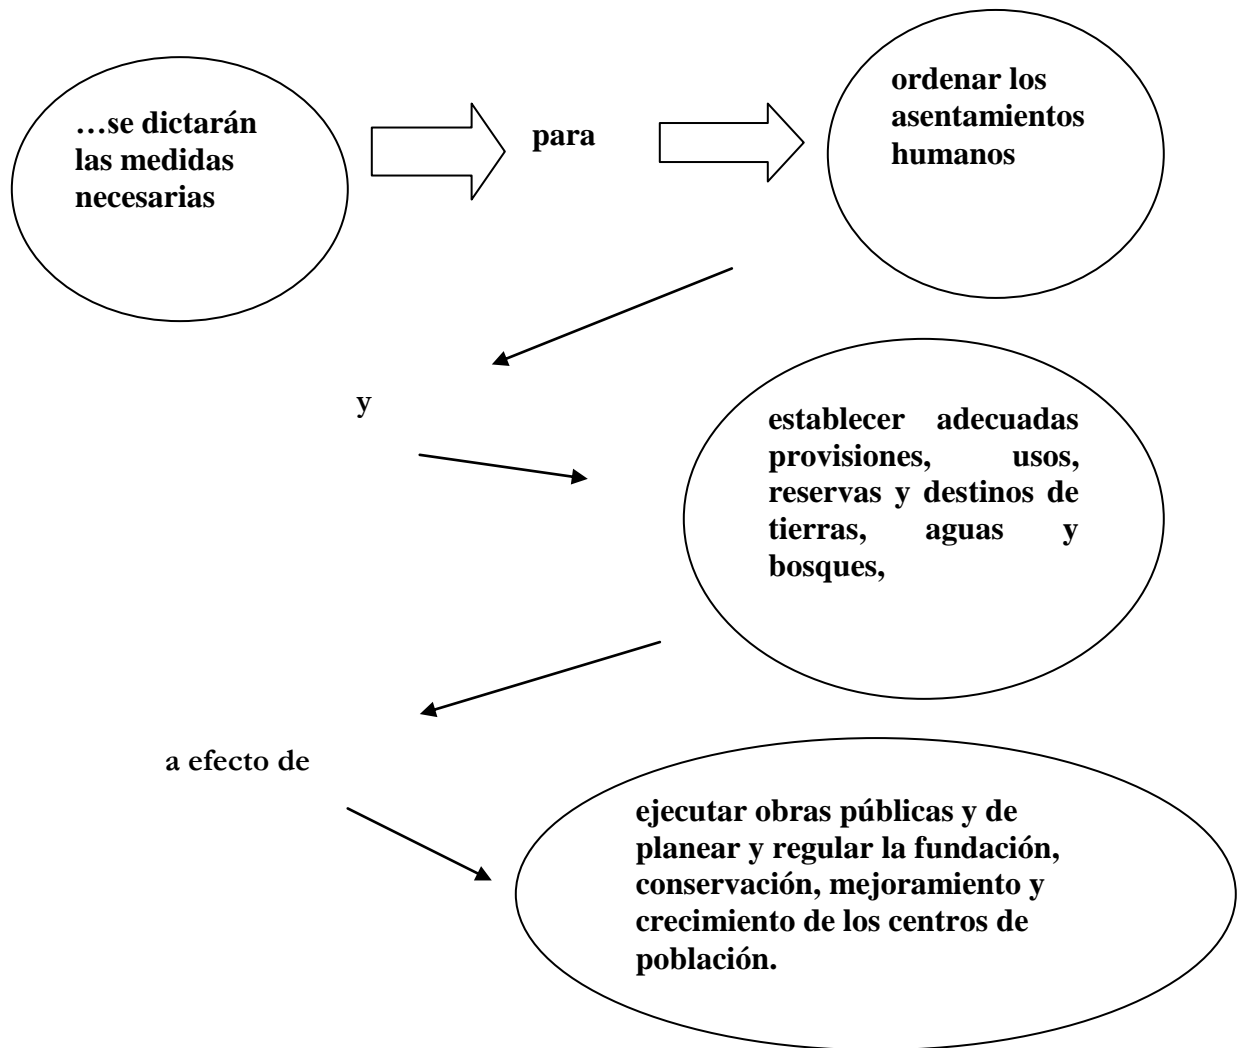 …se dictarán
las medidas
necesarias
para
ordenar los
asentamientos
humanos
y
establecer adecuadas
provisiones, usos,
reservas y destinos de
tierras, aguas y
bosques,
a efecto de
ejecutar obras públicas y de
planear y regular la fundación,
conservación, mejoramiento y
crecimiento de los centros de
población.